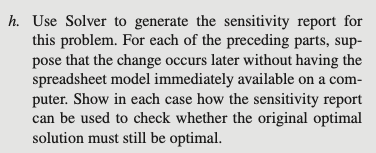 h. Use Solver to generate the sensitivity report for
this problem. For each of the preceding parts, sup-
pose that the change occurs later without having the
spreadsheet model immediately available on a com-
puter. Show in each case how the sensitivity report
can be used to check whether the original optimal
solution must still be optimal.